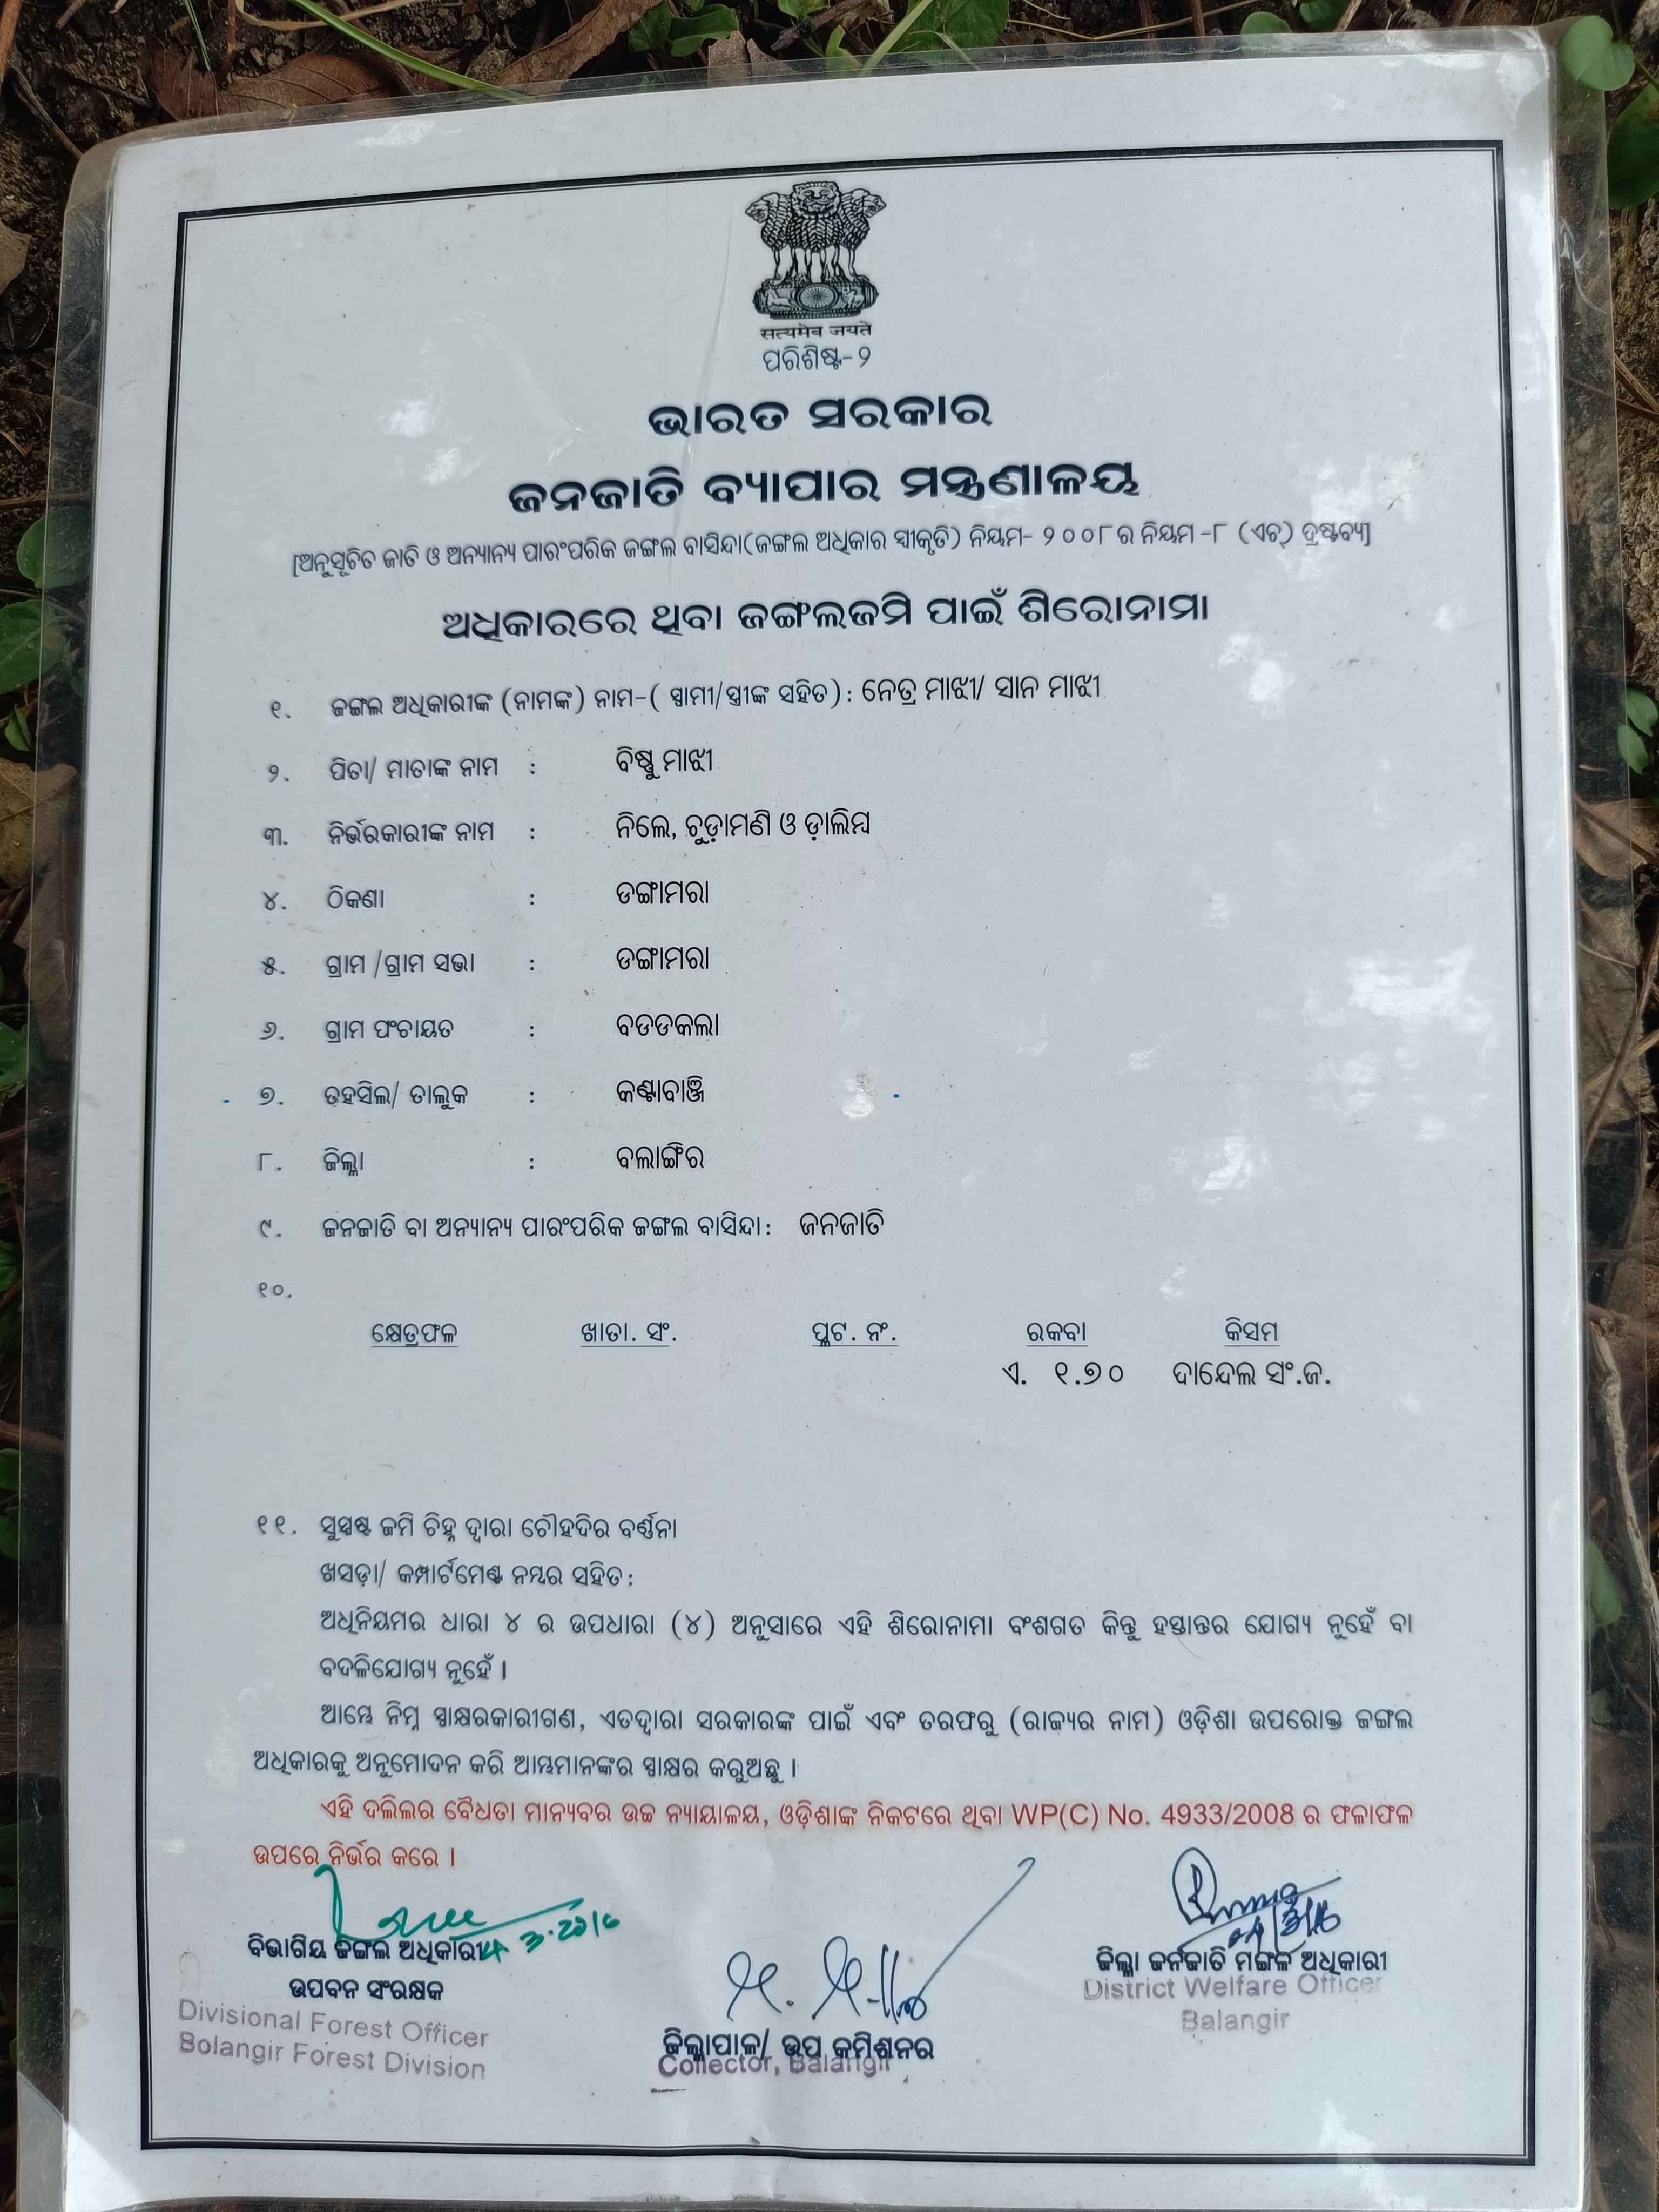 सत्यमेव जयते
ପରିଶିଷ୍ଟ-୨
ଭାରତ ସରକାର
ଜନଜାତି ବ୍ୟାପାର ମନ୍ତ୍ରଣାଳୟ
[ଅନୁସୂଚିତ ଜାତି ଓ ଅନ୍ୟାନ୍ୟ ପାରଂପରିକ ଜଙ୍ଗଲ ବାସିନ୍ଦା(ଜଙ୍ଗଲ ଅଧିକାର ସ୍ୱୀକୃତି) ନିୟମ- ୨୦୦୮ର ନିୟମ -୮ (ଏଚ୍) ଦ୍ରଷ୍ଟବ୍ୟ]
ଅଧିକାରରେ ଥିବା ଜଙ୍ଗଲଜମି ପାଇଁ ଶିରୋନାମା
୧. ଜଙ୍ଗଲ ଅଧିକାରୀଙ୍କ (ନାମଙ୍କ) ନାମ-( ସ୍ୱାମୀ/ସ୍ତ୍ରୀଙ୍କ ସହିତ): ନେତ୍ର ମାଝୀ/ ସାନ ମାଝୀ
୨. ପିତା/ ମାତାଙ୍କ ନାମ : ବିଷ୍ଣୁ ମାଝୀ
୩. ନିର୍ଭରକାରୀଙ୍କ ନାମ : ନିଲେ, ଚୁଡ଼ାମଣି ଓ ଡ଼ାଲିମ୍ବ
୪. ଠିକଣା : ଡଙ୍ଗାମରା
୫. ଗ୍ରାମ /ଗ୍ରାମ ସଭା : ଡଙ୍ଗାମରା
୬. ଗ୍ରାମ ପଂଚାୟତ : ବଡଡକଲା
୭. ତହସିଲ/ ତାଲୁକ : କଣ୍ଟାବାଞ୍ଜି
୮. ଜିଲ୍ଲା : ବଲାଙ୍ଗିର
୯. ଜନଜାତି ବା ଅନ୍ୟାନ୍ୟ ପାରଂପରିକ ଜଙ୍ଗଲ ବାସିନ୍ଦା: ଜନଜାତି
୧୦.
କ୍ଷେତ୍ରଫଳ ଖାତା. ସଂ. ପ୍ଲଟ. ନଂ. ରକବା କିସମ
ଏ. ୧.୭୦ ଦାନ୍ଦେଲ ସଂ.ଜ.
୧୧. ସୁସ୍ପଷ୍ଟ ଜମି ଚିହ୍ନ ଦ୍ୱାରା ଚୌହଦିର ବର୍ଣ୍ଣନା
ଖସଡ଼ା/ କମ୍ପାର୍ଟମେଣ୍ଟ ନମ୍ବର ସହିତ:
ଅଧିନିୟମର ଧାରା ୪ ର ଉପଧାରା (୪) ଅନୁସାରେ ଏହି ଶିରୋନାମା ବଂଶଗତ କିନ୍ତୁ ହସ୍ତାନ୍ତର ଯୋଗ୍ୟ ନୁହେଁ ବା
ବଦଳିଯୋଗ୍ୟ ନୁହେଁ ।
ଆମ୍ଭେ ନିମ୍ନ ସ୍ୱାକ୍ଷରକାରୀଗଣ, ଏତଦ୍ୱାରା ସରକାରଙ୍କ ପାଇଁ ଏବଂ ତରଫରୁ (ରାଜ୍ୟର ନାମ) ଓଡ଼ିଶା ଉପରୋକ୍ତ ଜଙ୍ଗଲ
ଅଧିକାରକୁ ଅନୁମୋଦନ କରି ଆମ୍ଭମାନଙ୍କର ସ୍ୱାକ୍ଷର କରୁଅଛୁ ।
ଏହି ଦଲିଲର ବୈଧତା ମାନ୍ୟବର ଉଚ୍ଚ ନ୍ୟାୟାଳୟ, ଓଡ଼ିଶାଙ୍କ ନିକଟରେ ଥିବା WP(C) No. 4933/2008 ର ଫଳାଫଳ
ଉପରେ ନିର୍ଭର କରେ ।
ବିଭାଗିୟ ଜଙ୍ଗଲ ଅଧିକାରୀ
ଉପବନ ସଂରକ୍ଷକ
Divisional Forest Officer
Bolangir Forest Division
ଜିଲ୍ଲାପାଳ/ ଉପ କମିଶନର
Collector, Balangir
ଜିଲ୍ଲା ଜନଜାତି ମଙ୍ଗଳ ଅଧିକାରୀ
District Welfare Officer
Balangir